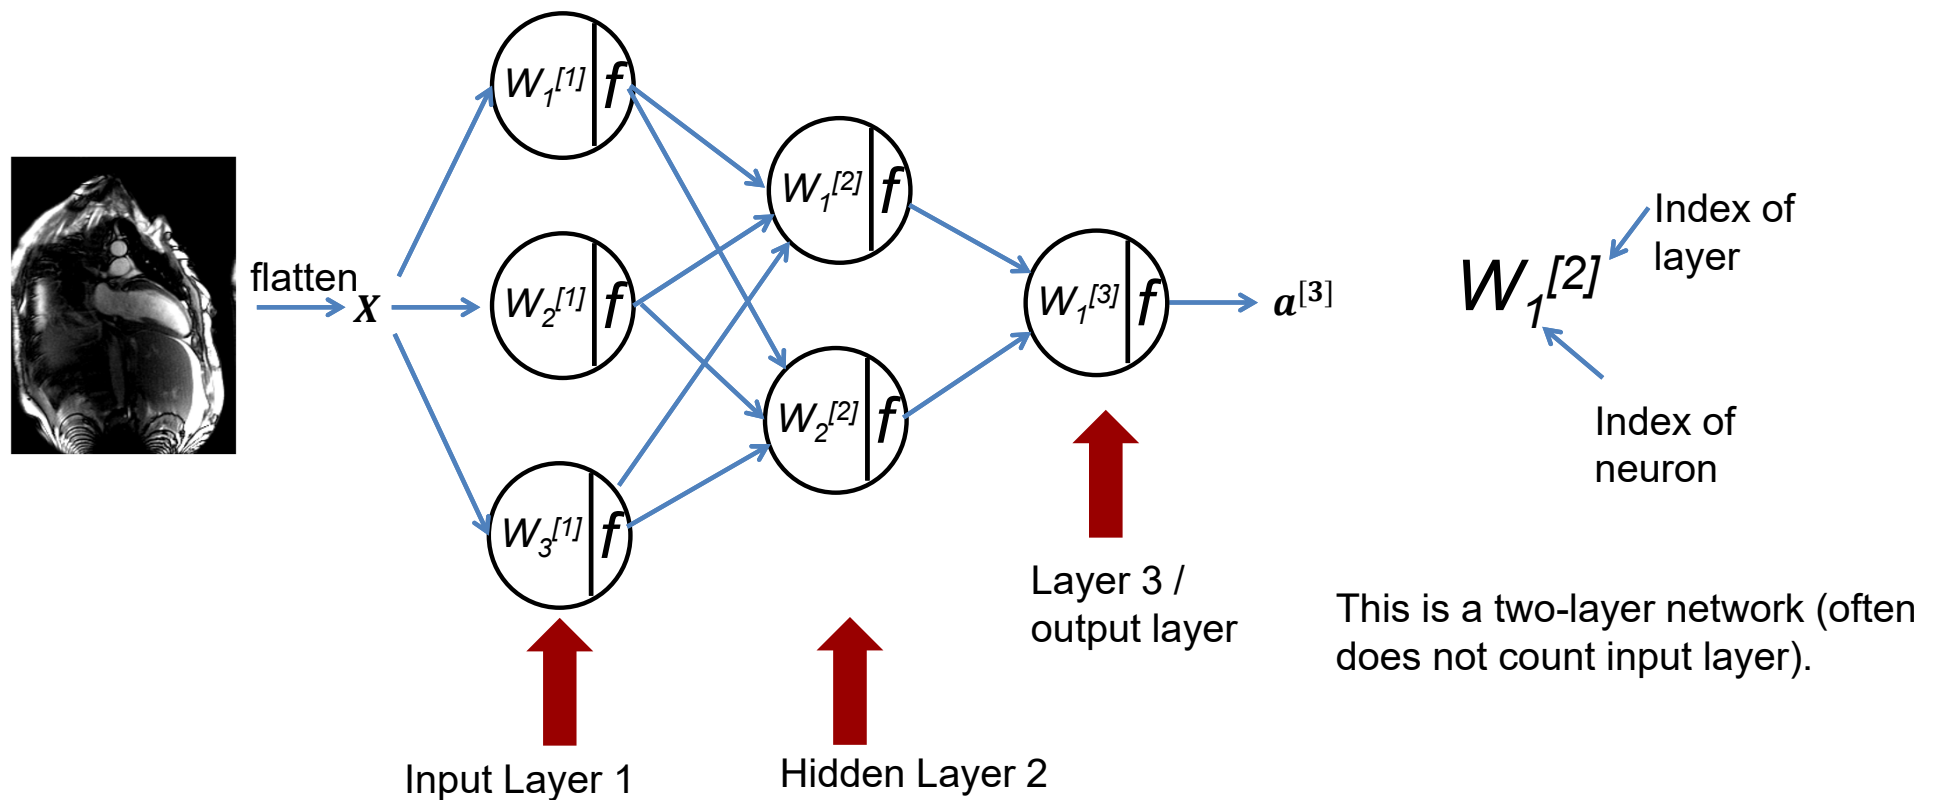 flatten
X
W₁[1] f
W₂[1] f
W₃[1] f
W₁[2] f
W₂[2] f
W₁[3] f
a[3]
Input Layer 1
Hidden Layer 2
Layer 3 /
output layer
W₁[2]
Index of
layer
Index of
neuron
This is a two-layer network (often
does not count input layer).